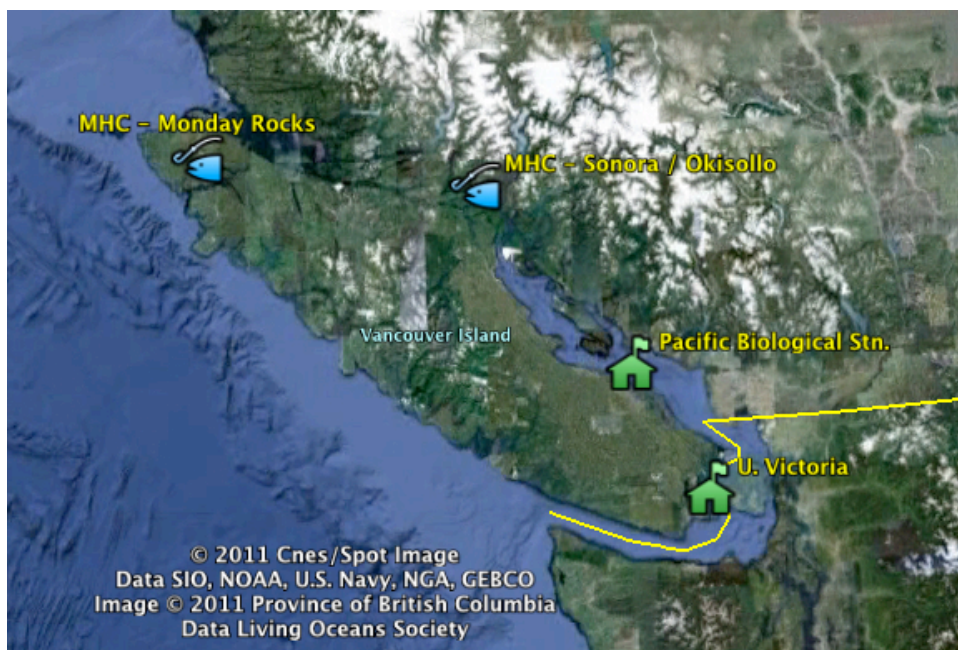 MHC - Monday Rocks
MHC - Sonora / Okisollo
Vancouver Island
Pacific Biological Stn.
U. Victoria
© 2011 Cnes/Spot Image
Data SIO, NOAA, U.S. Navy, NGA, GEBCO
Image © 2011 Province of British Columbia
Data Living Oceans Society